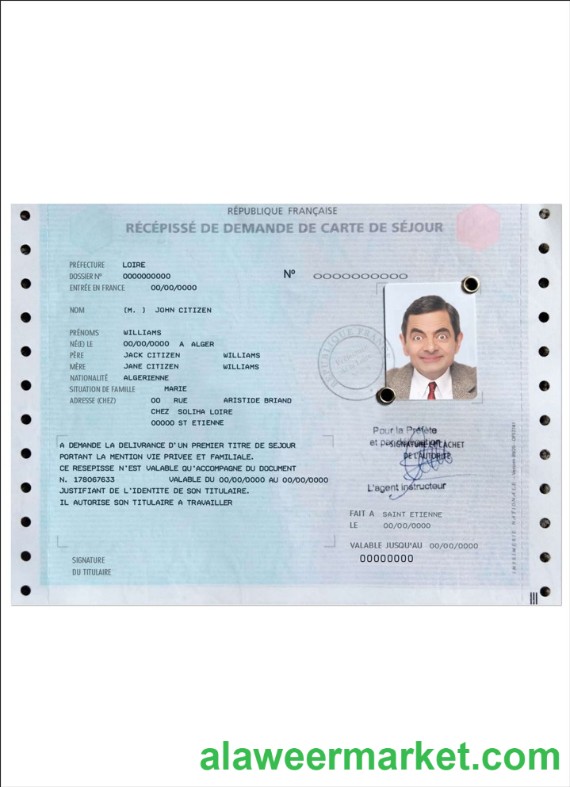 RÉPUBLIQUE FRANÇAISE
RÉCÉPISSÉ DE DEMANDE DE CARTE DE SÉJOUR
PRÉFECTURE LOIRE
DOSSIER N° 0000000000 N° 0000000000
ENTRÉE EN FRANCE 00/00/0000
NOM (M. ) JOHN CITIZEN
PRÉNOMS WILLIAMS
NÉ(E) LE 00/00/0000 A ALGER
PÈRE JACK CITIZEN WILLIAMS
MÈRE JANE CITIZEN WILLIAMS
NATIONALITÉ ALGERIENNE
SITUATION DE FAMILLE MARIE
ADRESSE (CHEZ) 00 RUE ARISTIDE BRIAND
CHEZ SOLIHA LOIRE
00000 ST ETIENNE
Pour la Préfète
et par délégation
SIGNATURE ET CACHET
DE L'AUTORITÉ
L'agent instructeur
A DEMANDE LA DELIVRANCE D'UN PREMIER TITRE DE SEJOUR
PORTANT LA MENTION VIE PRIVEE ET FAMILIALE.
CE RESEPISSE N'EST VALABLE QU'ACCOMPAGNE DU DOCUMENT
N. 178067633 VALABLE DU 00/00/0000 AU 00/00/0000
JUSTIFIANT DE L'IDENTITE DE SON TITULAIRE.
IL AUTORISE SON TITULAIRE A TRAVAILLER
FAIT A SAINT ETIENNE
LE 00/00/0000
VALABLE JUSQU'AU 00/00/0000
00000000
SIGNATURE
DU TITULAIRE
IMPRIMERIE NATIONALE
alaweermarket.com